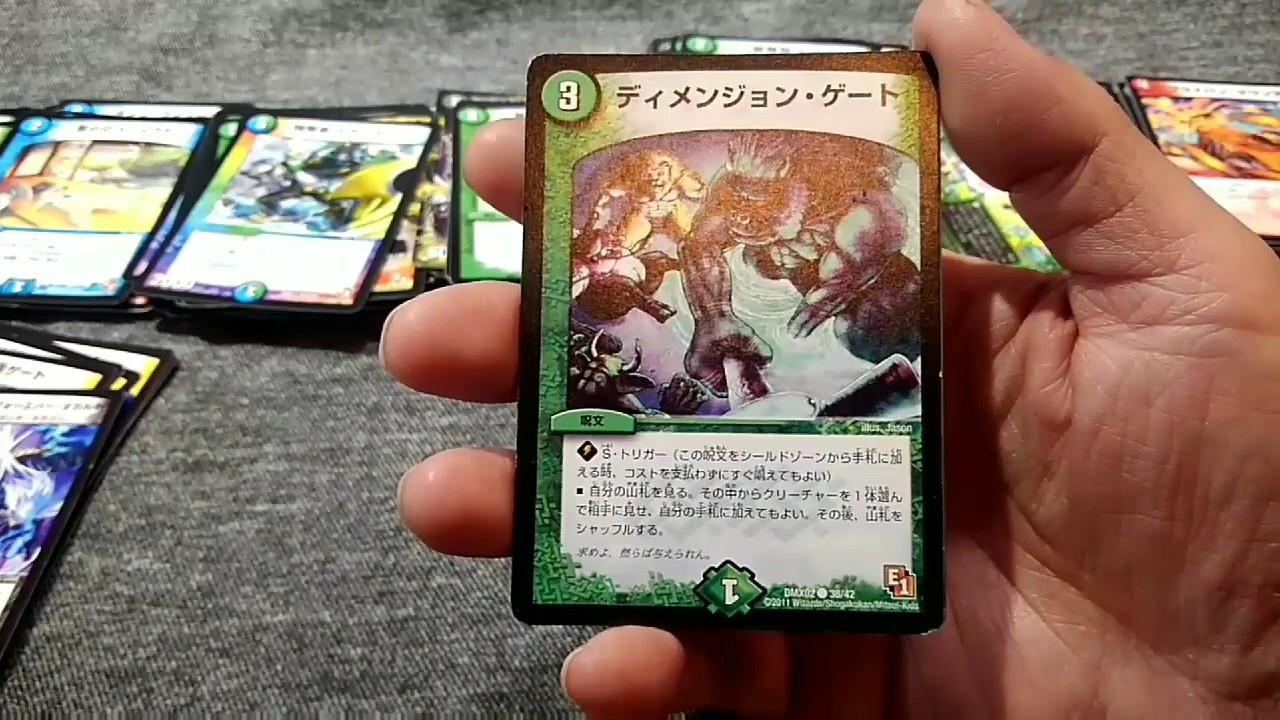 3
ディメンジョン・ゲート
呪文
illus. Jason
S・トリガー（この呪文をシールドゾーンから手札に加
える時、コストを支払わずにすぐ唱えてもよい）
■ 自分の山札を見る。その中からクリーチャーを1体選ん
で相手に見せ、自分の手札に加えてもよい。その後、山札を
シャッフルする。
求めよ、然らば与えられん。
1
E1
DMX02 38/42
©2011 Wizards/Shogakukan/Mitsui-Kids
ゲート